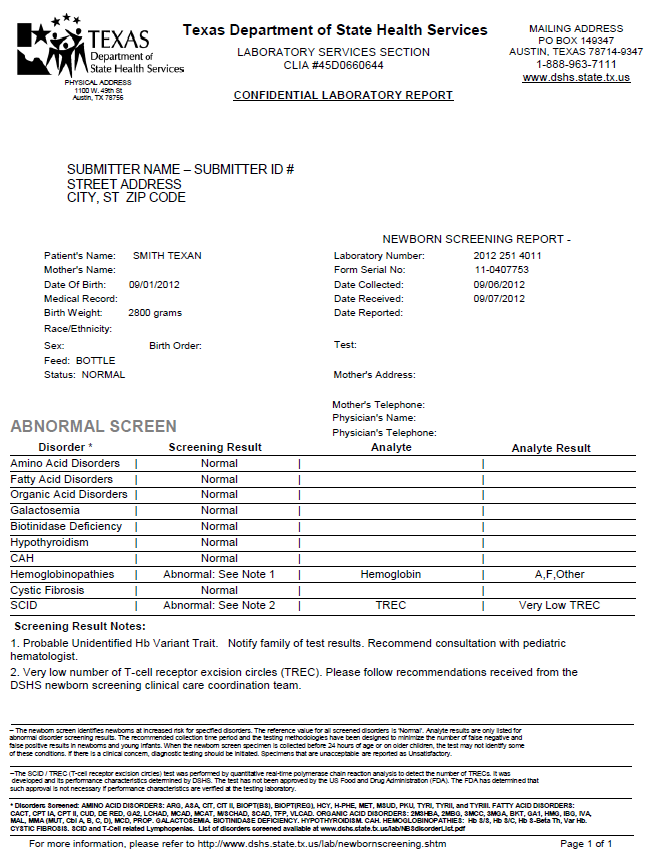 TEXAS
Department of
State Health Services
PHYSICAL ADDRESS
1100 W. 49th St
Austin, TX 78756
Texas Department of State Health Services
LABORATORY SERVICES SECTION
CLIA #45D0660644
CONFIDENTIAL LABORATORY REPORT
MAILING ADDRESS
PO BOX 149347
AUSTIN, TEXAS 78714-9347
1-888-963-7111
www.dshs.state.tx.us
SUBMITTER NAME – SUBMITTER ID #
STREET ADDRESS
CITY, ST ZIP CODE
NEWBORN SCREENING REPORT -
Patient's Name: SMITH TEXAN Laboratory Number: 2012 251 4011
Mother's Name: Form Serial No: 11-0407753
Date Of Birth: 09/01/2012 Date Collected: 09/06/2012
Medical Record: Date Received: 09/07/2012
Birth Weight: 2800 grams Date Reported:
Race/Ethnicity:
Sex: Birth Order: Test:
Feed: BOTTLE
Status: NORMAL Mother's Address:
Mother's Telephone:
Physician's Name:
Physician's Telephone:
ABNORMAL SCREEN
Disorder * Screening Result Analyte Analyte Result
Amino Acid Disorders | Normal | |
Fatty Acid Disorders | Normal | |
Organic Acid Disorders | Normal | |
Galactosemia | Normal | |
Biotinidase Deficiency | Normal | |
Hypothyroidism | Normal | |
CAH | Normal | |
Hemoglobinopathies | Abnormal: See Note 1 | Hemoglobin | A,F,Other
Cystic Fibrosis | Normal | |
SCID | Abnormal: See Note 2 | TREC | Very Low TREC
Screening Result Notes:
1. Probable Unidentified Hb Variant Trait. Notify family of test results. Recommend consultation with pediatric
hematologist.
2. Very low number of T-cell receptor excision circles (TREC). Please follow recommendations received from the
DSHS newborn screening clinical care coordination team.
~ The newborn screen identifies newborns at increased risk for specified disorders. The reference value for all screened disorders is 'Normal'. Analyte results are only listed for
abnormal disorder screening results. The recommended collection time period and the testing methodologies have been designed to minimize the number of false negative and
false positive results in newborns and young infants. When the newborn screen specimen is collected before 24 hours of age or on older children, the test may not identify some
of these conditions. If there is a clinical concern, diagnostic testing should be initiated. Specimens that are unacceptable are reported as Unsatisfactory.
~The SCID / TREC (T-cell receptor excision circles) test was performed by quantitative real-time polymerase chain reaction analysis to detect the number of TRECs. It was
developed and its performance characteristics determined by DSHS. The test has not been approved by the US Food and Drug Administration (FDA). The FDA has determined that
such approval is not necessary if performance characteristics are verified at the testing laboratory.
* Disorders Screened: AMINO ACID DISORDERS: ARG, ASA, CIT, CIT II, BIOPT(BS), BIOPT(REG), HCY, H-PHE, MET, MSUD, PKU, TYRI, TYRII, and TYRIII. FATTY ACID DISORDERS:
CACT, CPT IA, CPT II, CUD, DE RED, GA2, LCHAD, MCAD, MCAT, M/SCHAD, SCAD, TFP, VLCAD. ORGANIC ACID DISORDERS: 2M3HBA, 2MBG, 3MCC, 3MGA, BKT, GA1, HMG, IBG, IVA,
MAL, MMA (MUT, Cbl A, B, C, D), MCD, PROP. GALACTOSEMIA. BIOTINIDASE DEFICIENCY. HYPOTHYROIDISM. CAH. HEMOGLOBINOPATHIES: Hb S/S, Hb S/C, Hb S-Beta Th, Var Hb.
CYSTIC FIBROSIS. SCID and T-Cell related Lymphopenias. List of disorders screened available at www.dshs.state.tx.us/lab/NBSdisorderList.pdf
For more information, please refer to http://www.dshs.state.tx.us/lab/newbornscreening.shtm Page 1 of 1